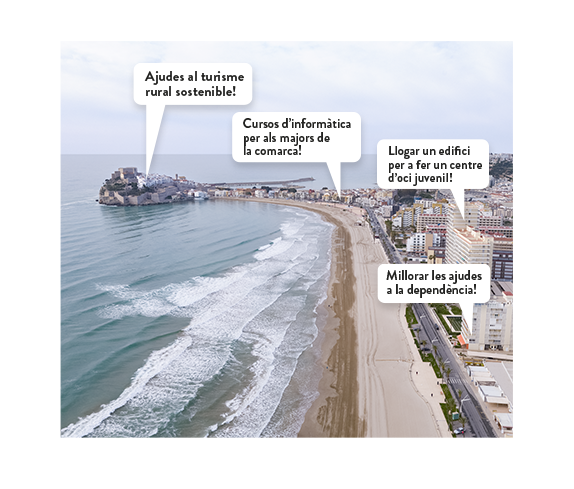 Ajudes al turisme
rural sostenible!
Cursos d'informàtica
per als majors de
la comarca!
Llogar un edifici
per a fer un centre
d'oci juvenil!
Millorar les ajudes
a la dependència!